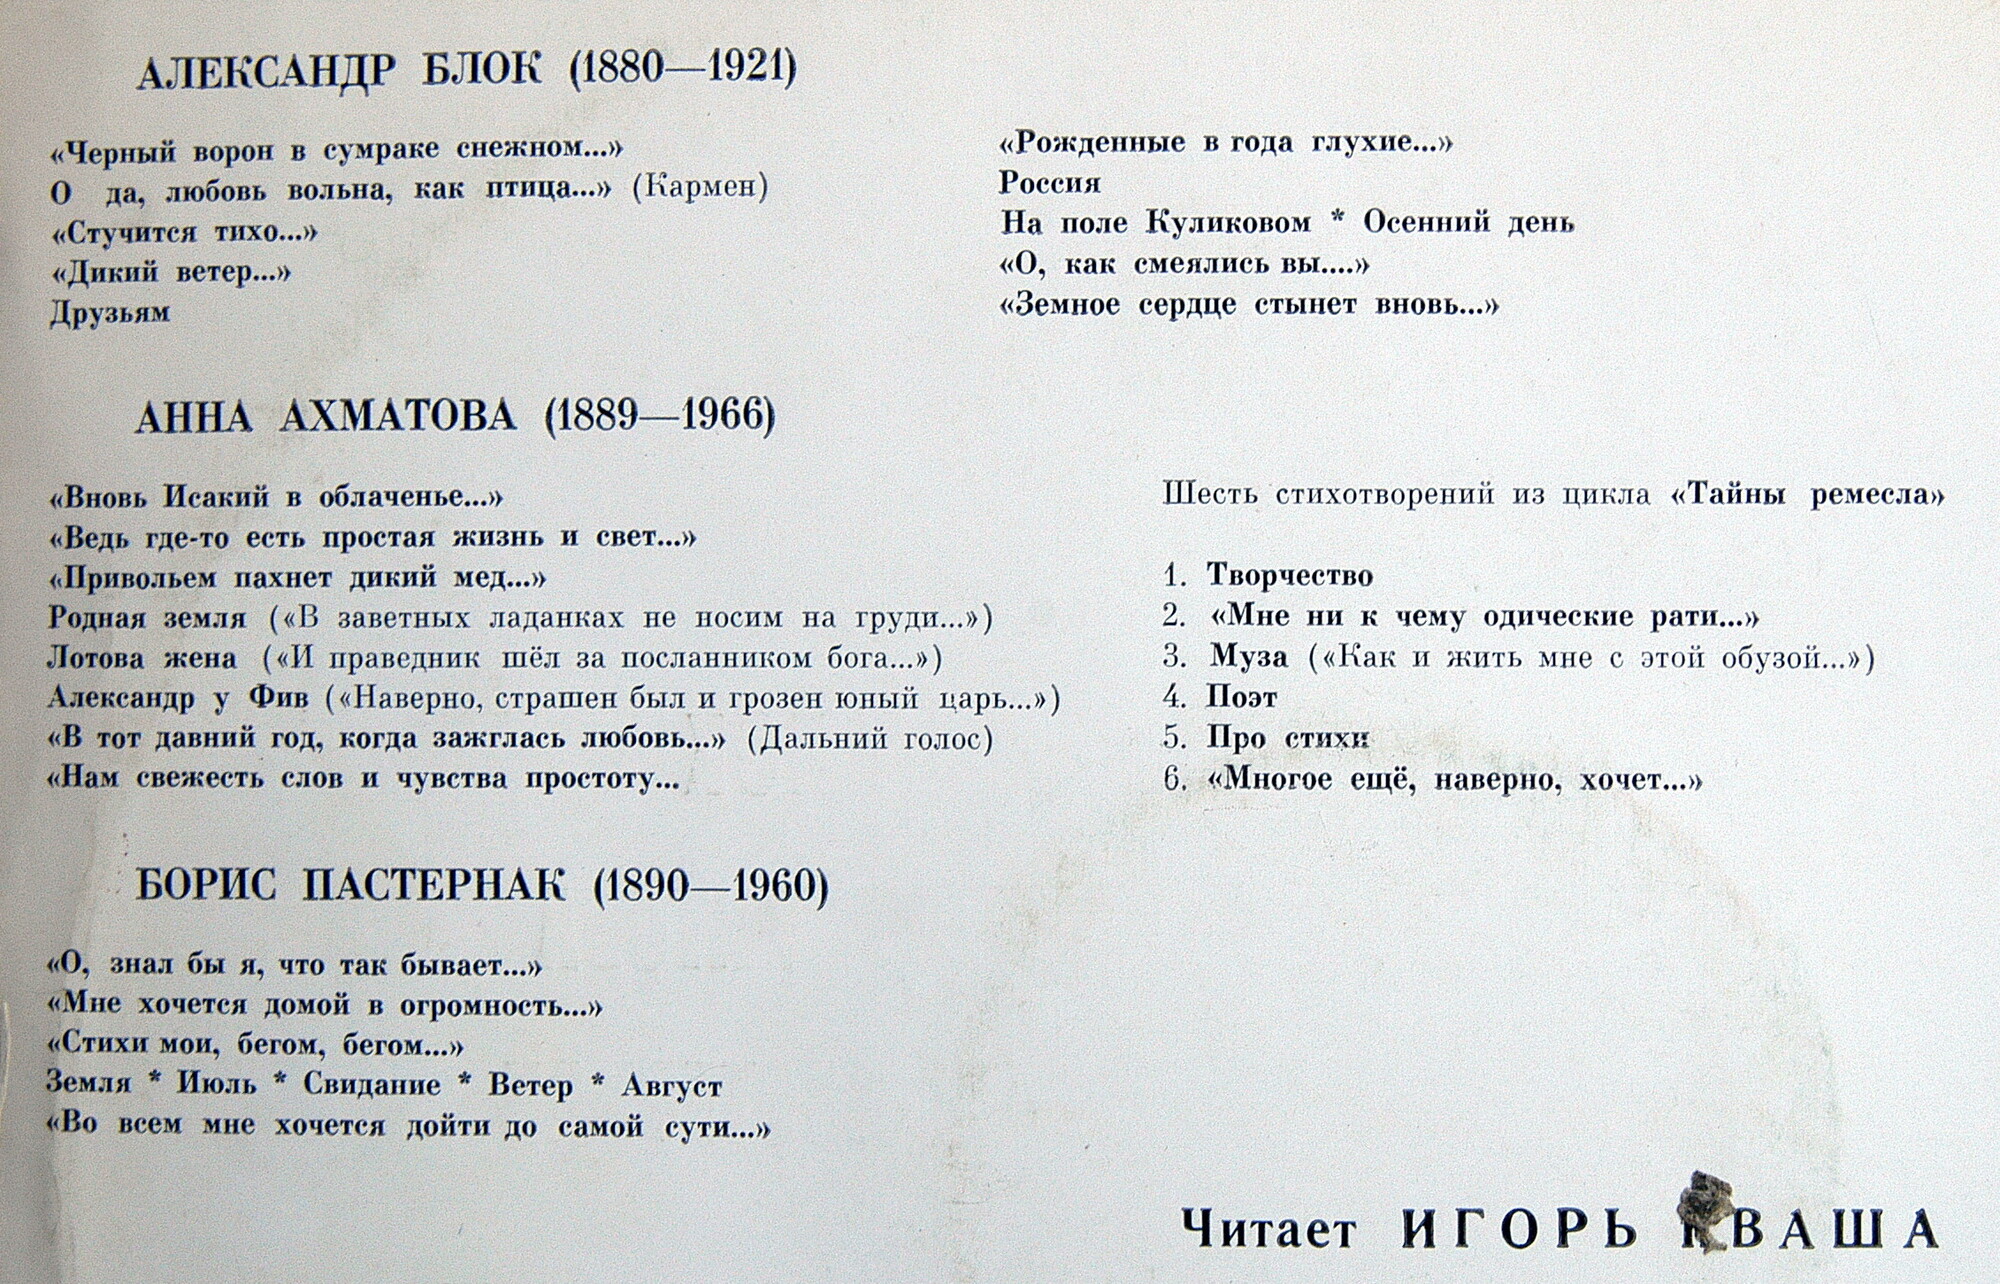 АЛЕКСАНДР БЛОК (1880—1921)
«Черный ворон в сумраке снежном...»
О да, любовь вольна, как птица...» (Кармен)
«Стучится тихо...»
«Дикий ветер...»
Друзьям
«Рожденные в года глухие...»
Россия
На поле Куликовом * Осенний день
«О, как смеялись вы....»
«Земное сердце стынет вновь...»
АННА АХМАТОВА (1889—1966)
«Вновь Исакий в облаченье...»
«Ведь где-то есть простая жизнь и свет...»
«Привольем пахнет дикий мед...»
Родная земля («В заветных ладанках не носим на груди...»)
Лотова жена («И праведник шёл за посланником бога...»)
Александр у Фив («Наверно, страшен был и грозен юный царь...»)
«В тот давний год, когда зажглась любовь...» (Дальний голос)
«Нам свежесть слов и чувства простоту...
Шесть стихотворений из цикла «Тайны ремесла»
1. Творчество
2. «Мне ни к чему одические рати...»
3. Муза («Как и жить мне с этой обузой...»)
4. Поэт
5. Про стихи
6. «Многое ещё, наверно, хочет...»
БОРИС ПАСТЕРНАК (1890—1960)
«О, знал бы я, что так бывает...»
«Мне хочется домой в огромность...»
«Стихи мои, бегом, бегом...»
Земля * Июль * Свидание * Ветер * Август
«Во всем мне хочется дойти до самой сути...»
Читает ИГОРЬ КВАША